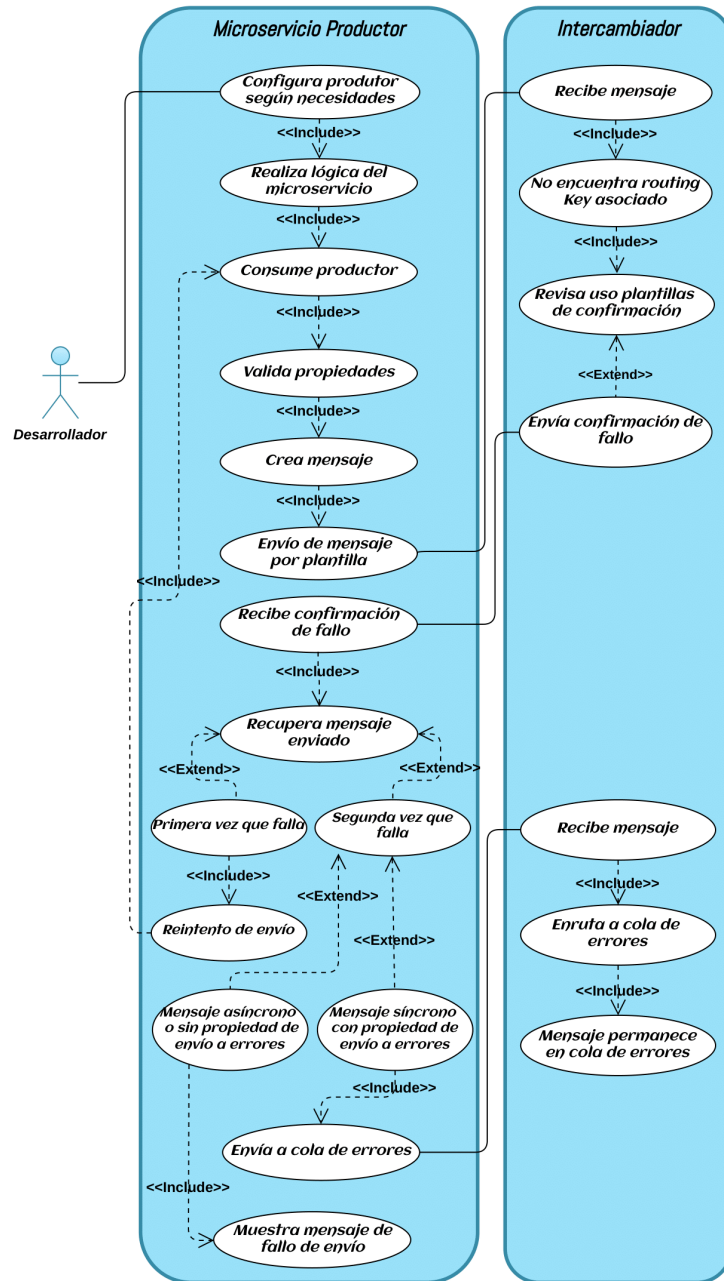 Microservicio Productor
Configura produtor
según necesidades
<<Include>>
Realiza lógica del
microservicio
<<Include>>
Consume productor
<<Include>>
Valida propiedades
<<Include>>
Crea mensaje
<<Include>>
Envío de mensaje
por plantilla
<<Include>>
Recibe confirmación
de fallo
<<Include>>
Recupera mensaje
enviado
<<Extend>>
<<Extend>>
Primera vez que falla
Segunda vez que
falla
<<Include>>
<<Extend>>
Reintento de envío
<<Extend>>
Mensaje asíncrono
o sin propiedad de
envío a errores
Mensaje síncrono
con propiedad de
envío a errores
<<Include>>
Envía a cola de errores
<<Include>>
Muestra mensaje de
fallo de envío
Desarrollador
Intercambiador
Recibe mensaje
<<Include>>
No encuentra routing
Key asociado
<<Include>>
Revisa uso plantillas
de confirmación
<<Extend>>
Envía confirmación de
fallo
Recibe mensaje
<<Include>>
Enruta a cola de
errores
<<Include>>
Mensaje permanece
en cola de errores